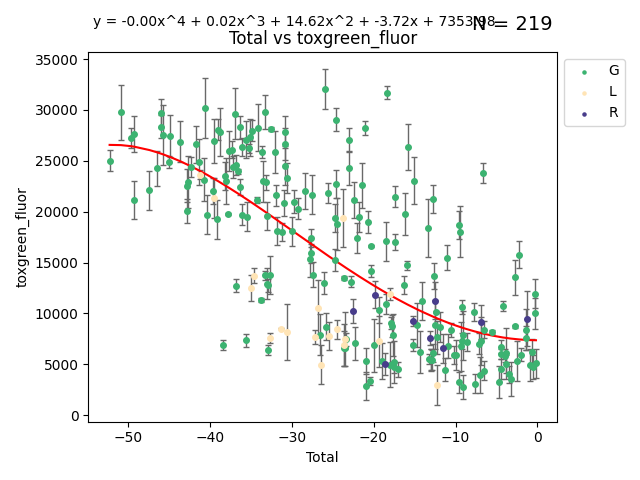 y = -0.00x^4 + 0.02x^3 + 14.62x^2 + -3.72x + 7353.98
N = 219
Total vs toxgreen_fluor
35000
30000
25000
20000
15000
10000
5000
0
toxgreen_fluor
−50
−40
−30
−20
−10
0
Total
G
L
R